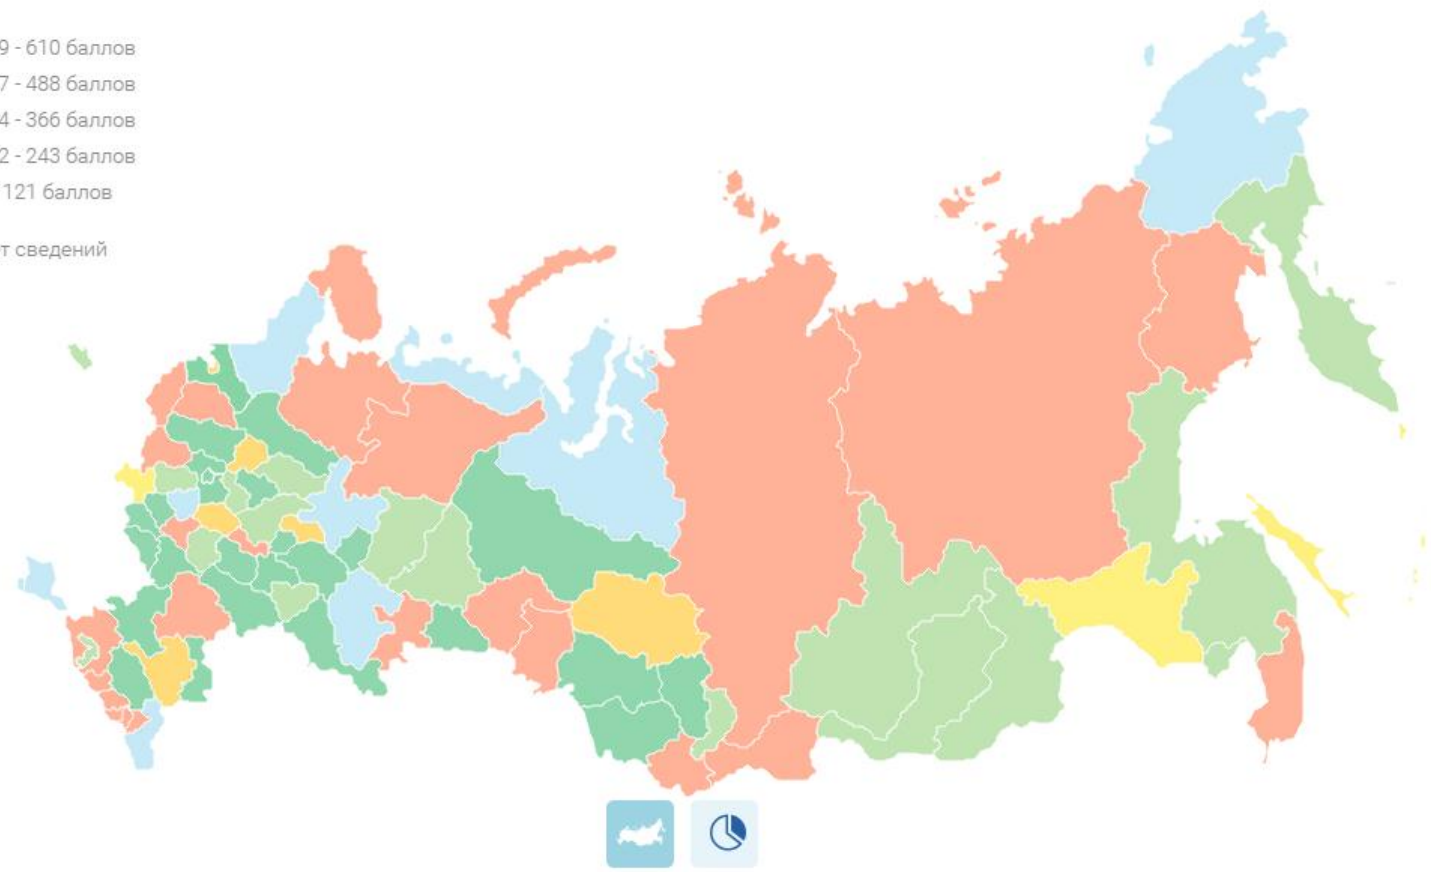 9 - 610 баллов
7 - 488 баллов
4 - 366 баллов
2 - 243 баллов
121 баллов
т сведений